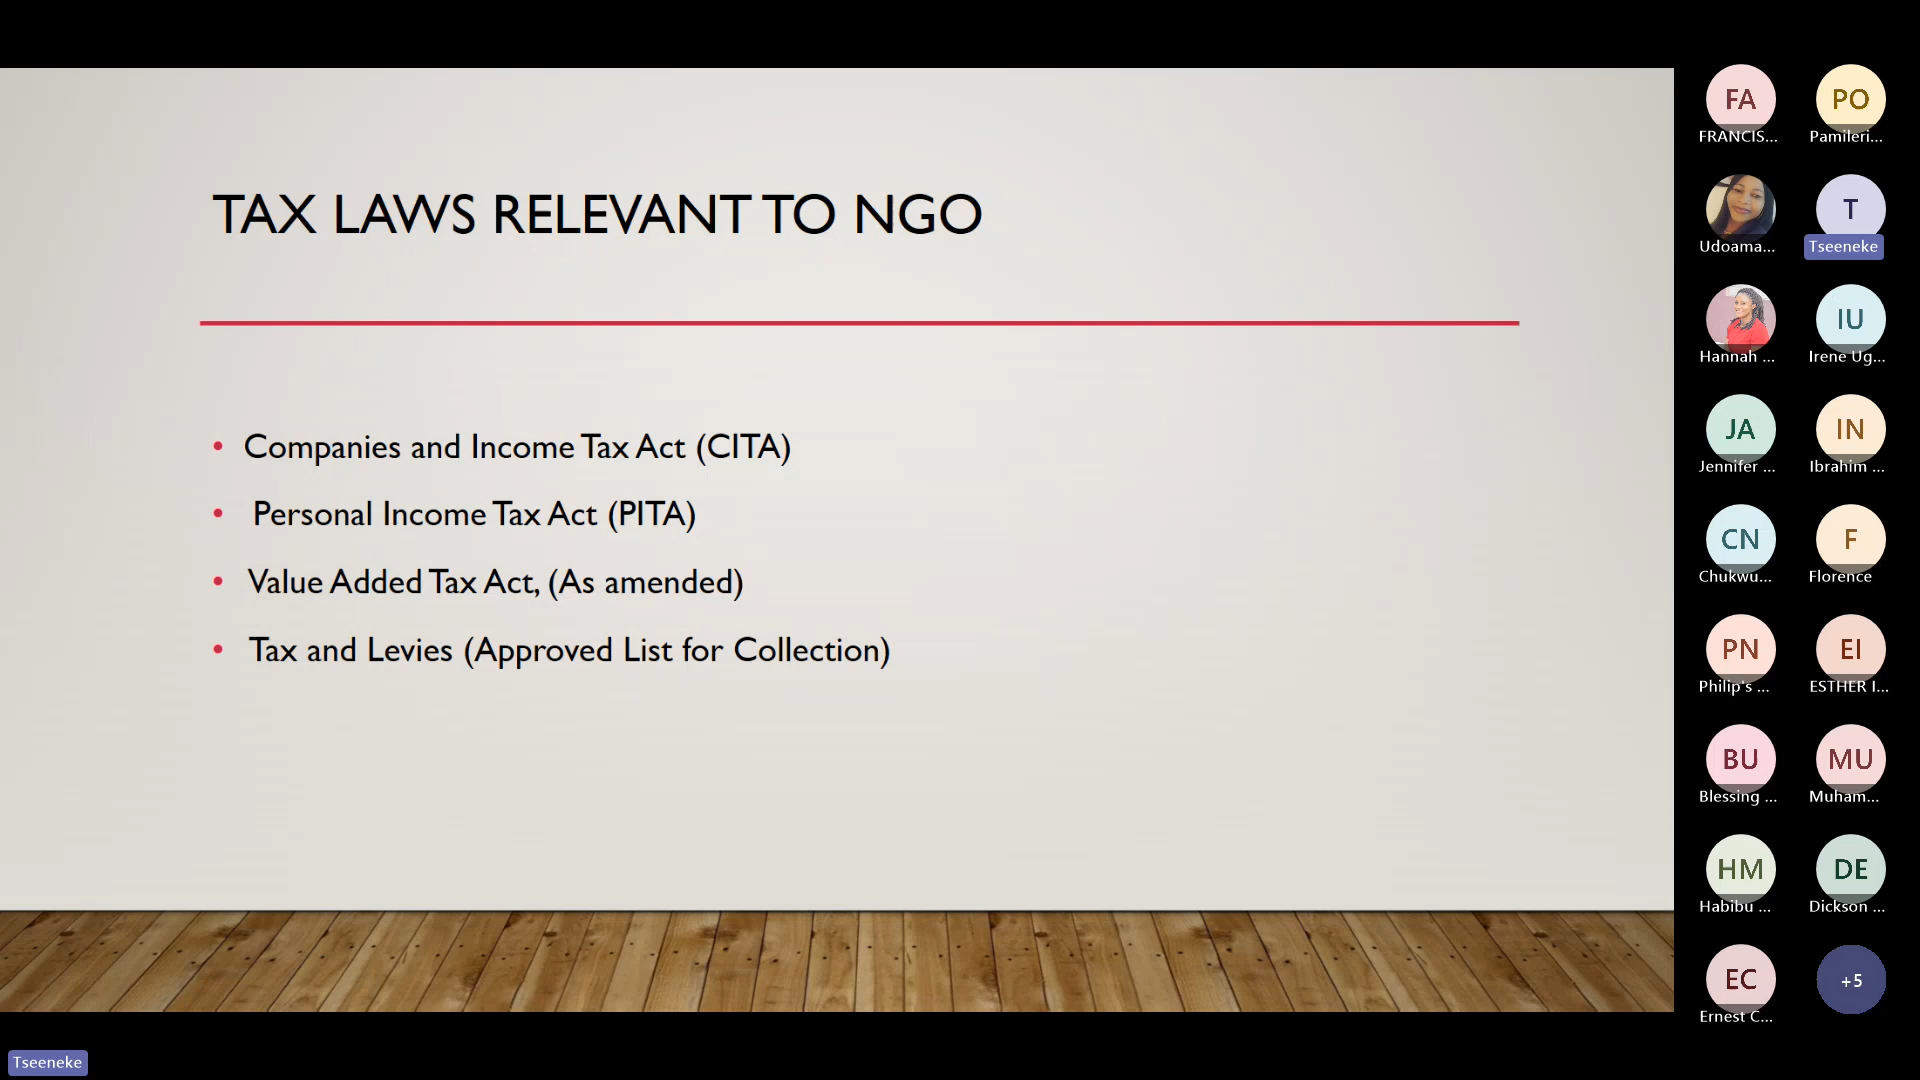 TAX LAWS RELEVANT TO NGO
• Companies and Income Tax Act (CITA)
• Personal Income Tax Act (PITA)
• Value Added Tax Act, (As amended)
• Tax and Levies (Approved List for Collection)
FA
FRANCIS...
PO
Pamileri...
Udoama...
T
Tseeneke
Hannah ...
IU
Irene Ug...
JA
Jennifer ...
IN
Ibrahim ...
CN
Chukwu...
F
Florence
PN
Philip's ...
EI
ESTHER I...
BU
Blessing ...
MU
Muham...
HM
Habibu ...
DE
Dickson ...
EC
Ernest C...
+5
Tseeneke